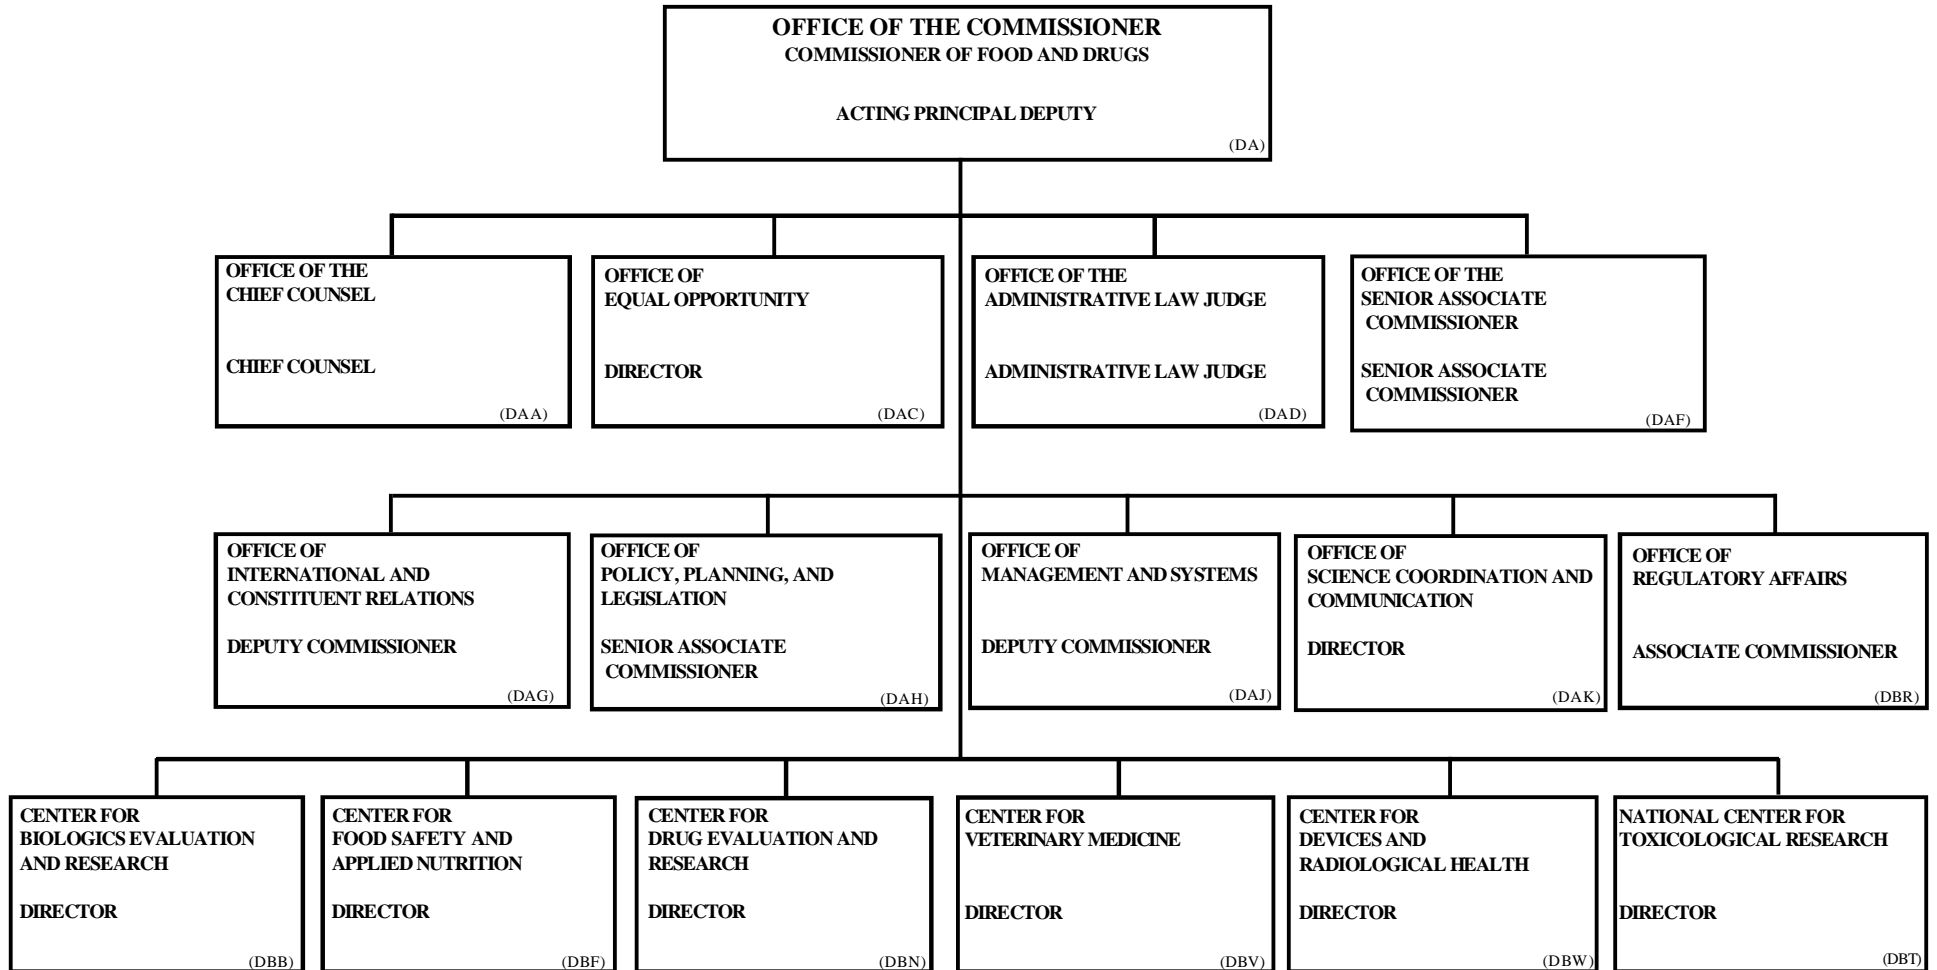 OFFICE OF THE COMMISSIONER
COMMISSIONER OF FOOD AND DRUGS
ACTING PRINCIPAL DEPUTY
(DA)
OFFICE OF THE
CHIEF COUNSEL
CHIEF COUNSEL
(DAA)
OFFICE OF
EQUAL OPPORTUNITY
DIRECTOR
(DAC)
OFFICE OF THE
ADMINISTRATIVE LAW JUDGE
ADMINISTRATIVE LAW JUDGE
(DAD)
OFFICE OF THE
SENIOR ASSOCIATE
COMMISSIONER
SENIOR ASSOCIATE
COMMISSIONER
(DAF)
OFFICE OF
INTERNATIONAL AND
CONSTITUENT RELATIONS
DEPUTY COMMISSIONER
(DAG)
OFFICE OF
POLICY, PLANNING, AND
LEGISLATION
SENIOR ASSOCIATE
COMMISSIONER
(DAH)
OFFICE OF
MANAGEMENT AND SYSTEMS
DEPUTY COMMISSIONER
(DAJ)
OFFICE OF
SCIENCE COORDINATION AND
COMMUNICATION
DIRECTOR
(DAK)
OFFICE OF
REGULATORY AFFAIRS
ASSOCIATE COMMISSIONER
(DBR)
CENTER FOR
BIOLOGICS EVALUATION
AND RESEARCH
DIRECTOR
(DBB)
CENTER FOR
FOOD SAFETY AND
APPLIED NUTRITION
DIRECTOR
(DBF)
CENTER FOR
DRUG EVALUATION AND
RESEARCH
DIRECTOR
(DBN)
CENTER FOR
VETERINARY MEDICINE
DIRECTOR
(DBV)
CENTER FOR
DEVICES AND
RADIOLOGICAL HEALTH
DIRECTOR
(DBW)
NATIONAL CENTER FOR
TOXICOLOGICAL RESEARCH
DIRECTOR
(DBT)